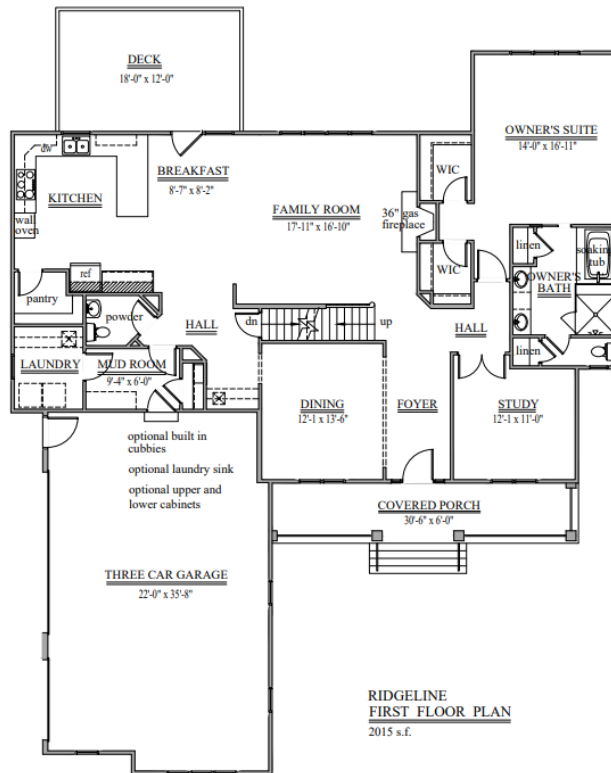 DECK
18'-0" x 12'-0"
OWNER'S SUITE
14'-0" x 16'-11"
dw
BREAKFAST
8'-7" x 8'-2"
WIC
KITCHEN
FAMILY ROOM
17'-11" x 16'-10"
36" gas
fireplace
wall
oven
linen
soaking
tub
ref
WIC
OWNER'S
BATH
pantry
powder
HALL
dn
up
HALL
linen
LAUNDRY
MUD ROOM
9'-4" x 6'-0"
DINING
12'-1 x 13'-6"
FOYER
STUDY
12'-1 x 11'-0"
optional built in
cubbies
optional laundry sink
optional upper and
lower cabinets
COVERED PORCH
30'-6" x 6'-0"
THREE CAR GARAGE
22'-0" x 35'-8"
RIDGELINE
FIRST FLOOR PLAN
2015 s.f.